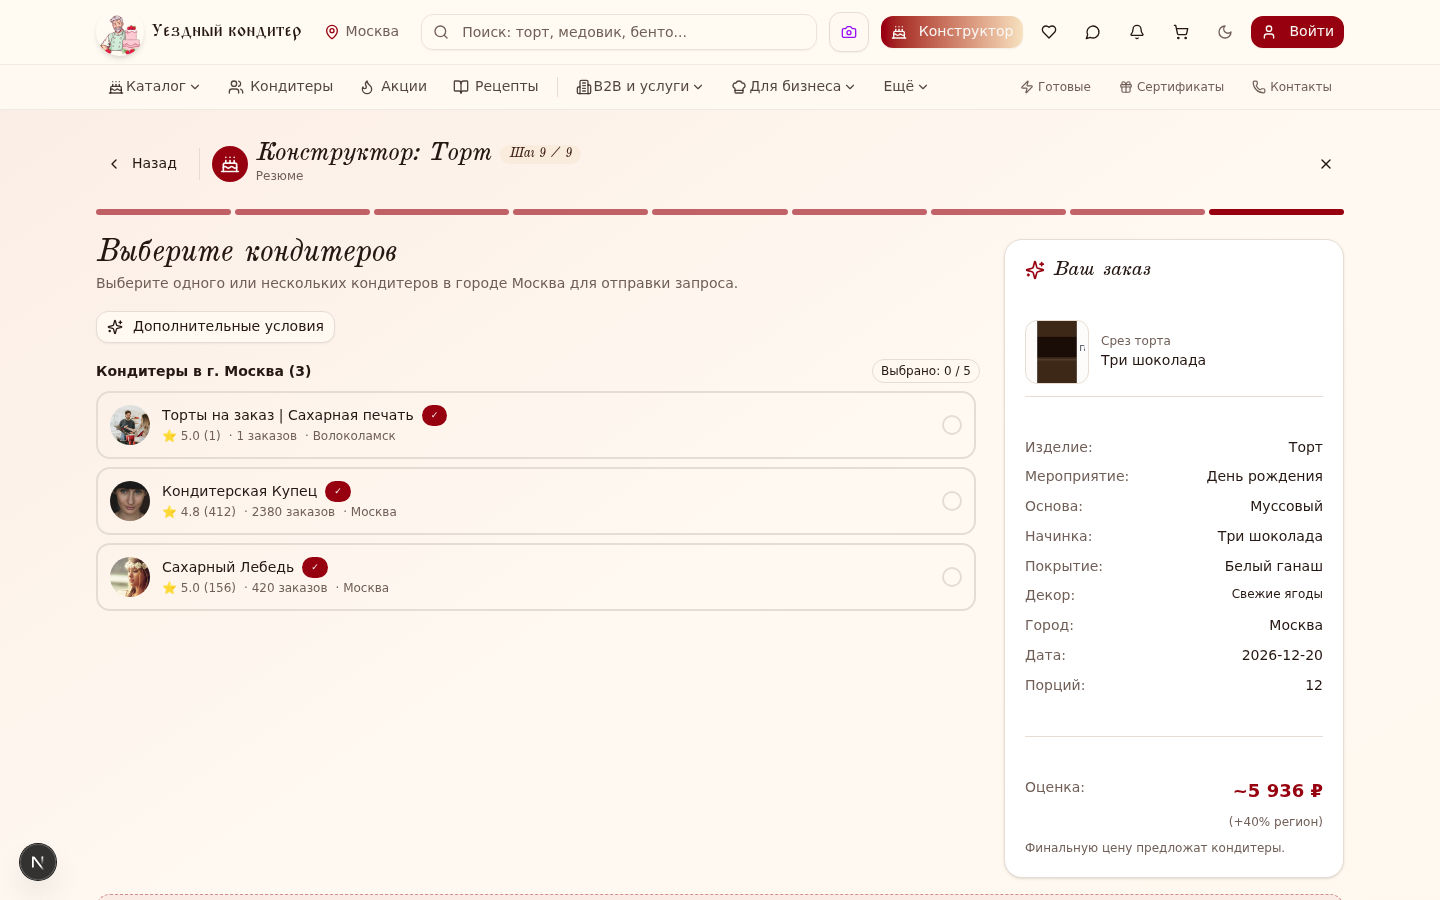 Уездный кондитер
Москва
Поиск: торт, медовик, бенто...
Конструктор
Войти
Каталог
Кондитеры
Акции
Рецепты
B2B и услуги
Для бизнеса
Ещё
Готовые
Сертификаты
Контакты
Назад
Конструктор: Торт
Шаг 9 / 9
Резюме
Выберите кондитеров
Выберите одного или нескольких кондитеров в городе Москва для отправки запроса.
Дополнительные условия
Кондитеры в г. Москва (3)
Выбрано: 0 / 5
Торты на заказ | Сахарная печать ✓
⭐ 5.0 (1) · 1 заказов · Волоколамск
Кондитерская Купец ✓
⭐ 4.8 (412) · 2380 заказов · Москва
Сахарный Лебедь ✓
⭐ 5.0 (156) · 420 заказов · Москва
Ваш заказ
Срез торта
Три шоколада
Изделие: Торт
Мероприятие: День рождения
Основа: Муссовый
Начинка: Три шоколада
Покрытие: Белый ганаш
Декор: Свежие ягоды
Город: Москва
Дата: 2026-12-20
Порций: 12
Оценка: ~5 936 ₽
(+40% регион)
Финальную цену предложат кондитеры.
N